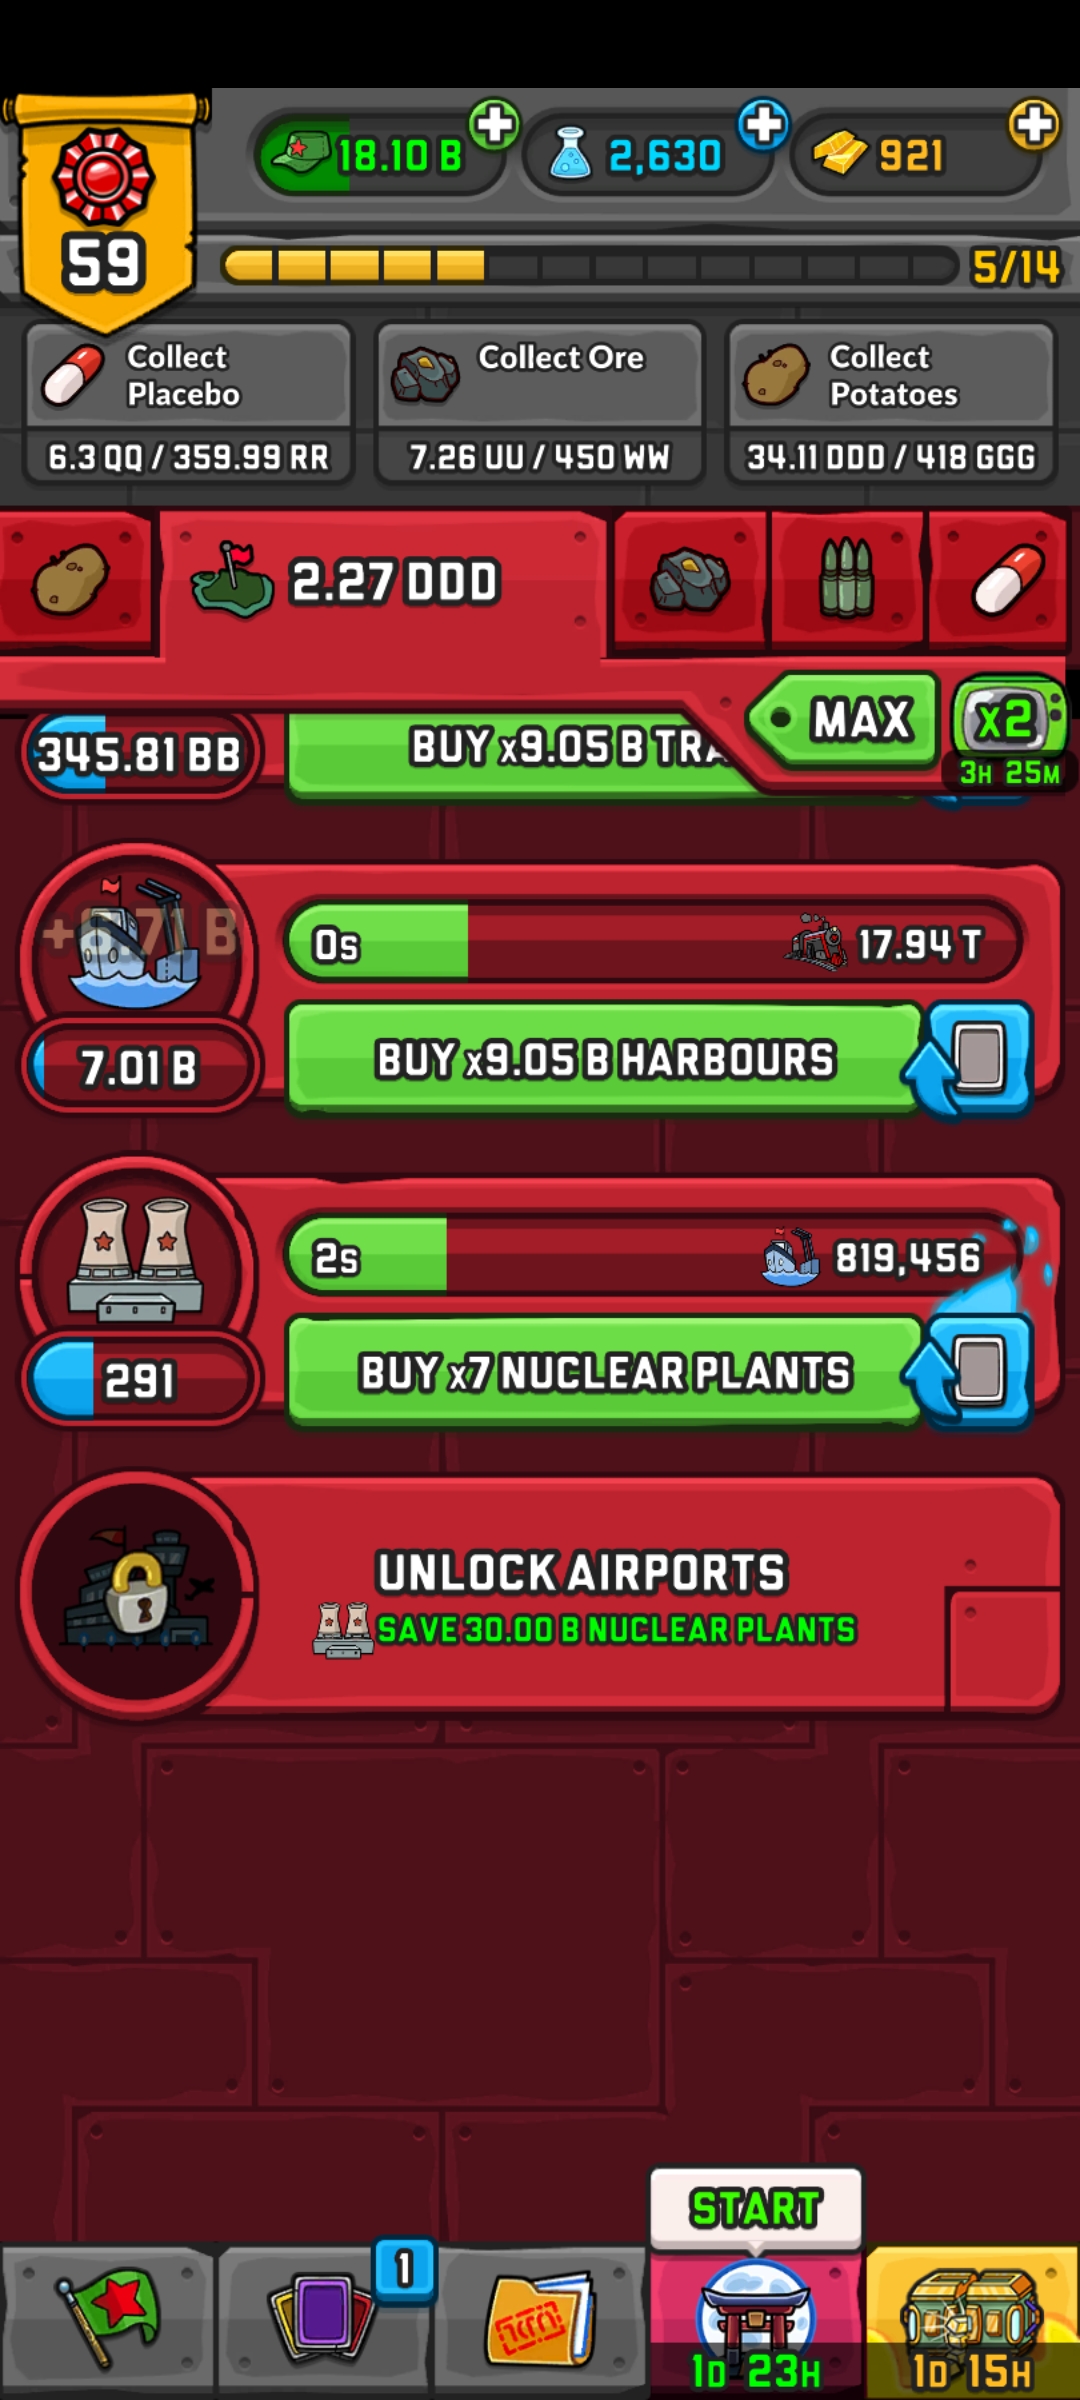 18.10 B
2,630
921
59
5/14
Collect
Placebo
6.3 QQ / 359.99 RR
Collect Ore
7.26 UU / 450 WW
Collect
Potatoes
34.11 DDD / 418 GGG
2.27 DDD
MAX
x2
3H 25M
345.81 BB
BUY x9.05 B TRA
+6.71 B
0s
17.94 T
7.01 B
BUY x9.05 B HARBOURS
2s
819,456
291
BUY x7 NUCLEAR PLANTS
UNLOCK AIRPORTS
SAVE 30.00 B NUCLEAR PLANTS
START
1
1D 23H
1D 15H